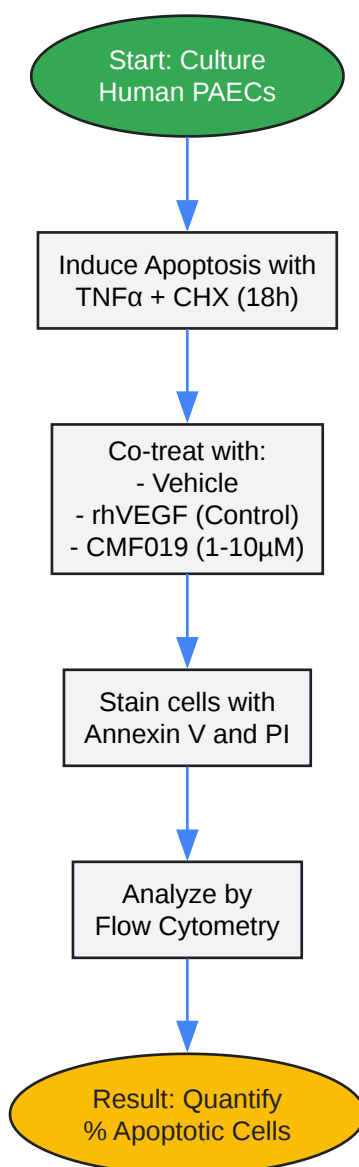 Start: Culture
Human PAECs
Induce Apoptosis with
TNFα + CHX (18h)
Co-treat with:
- Vehicle
- rhVEGF (Control)
- CMF019 (1-10µM)
Stain cells with
Annexin V and PI
Analyze by
Flow Cytometry
Result: Quantify
% Apoptotic Cells